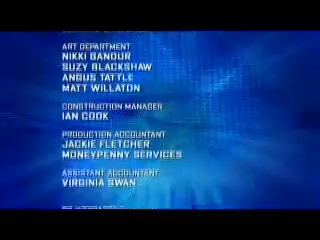 ART DEPARTMENT
NIKKI GANOUR
SUZY BLACKSHAW
ANGUS TATTLE
MATT WILLATON
CONSTRUCTION MANAGER
IAN COOK
PRODUCTION ACCOUNTANT
JACKIE FLETCHER
MONEYPENNY SERVICES
ASSISTANT ACCOUNTANT
VIRGINIA SWAN